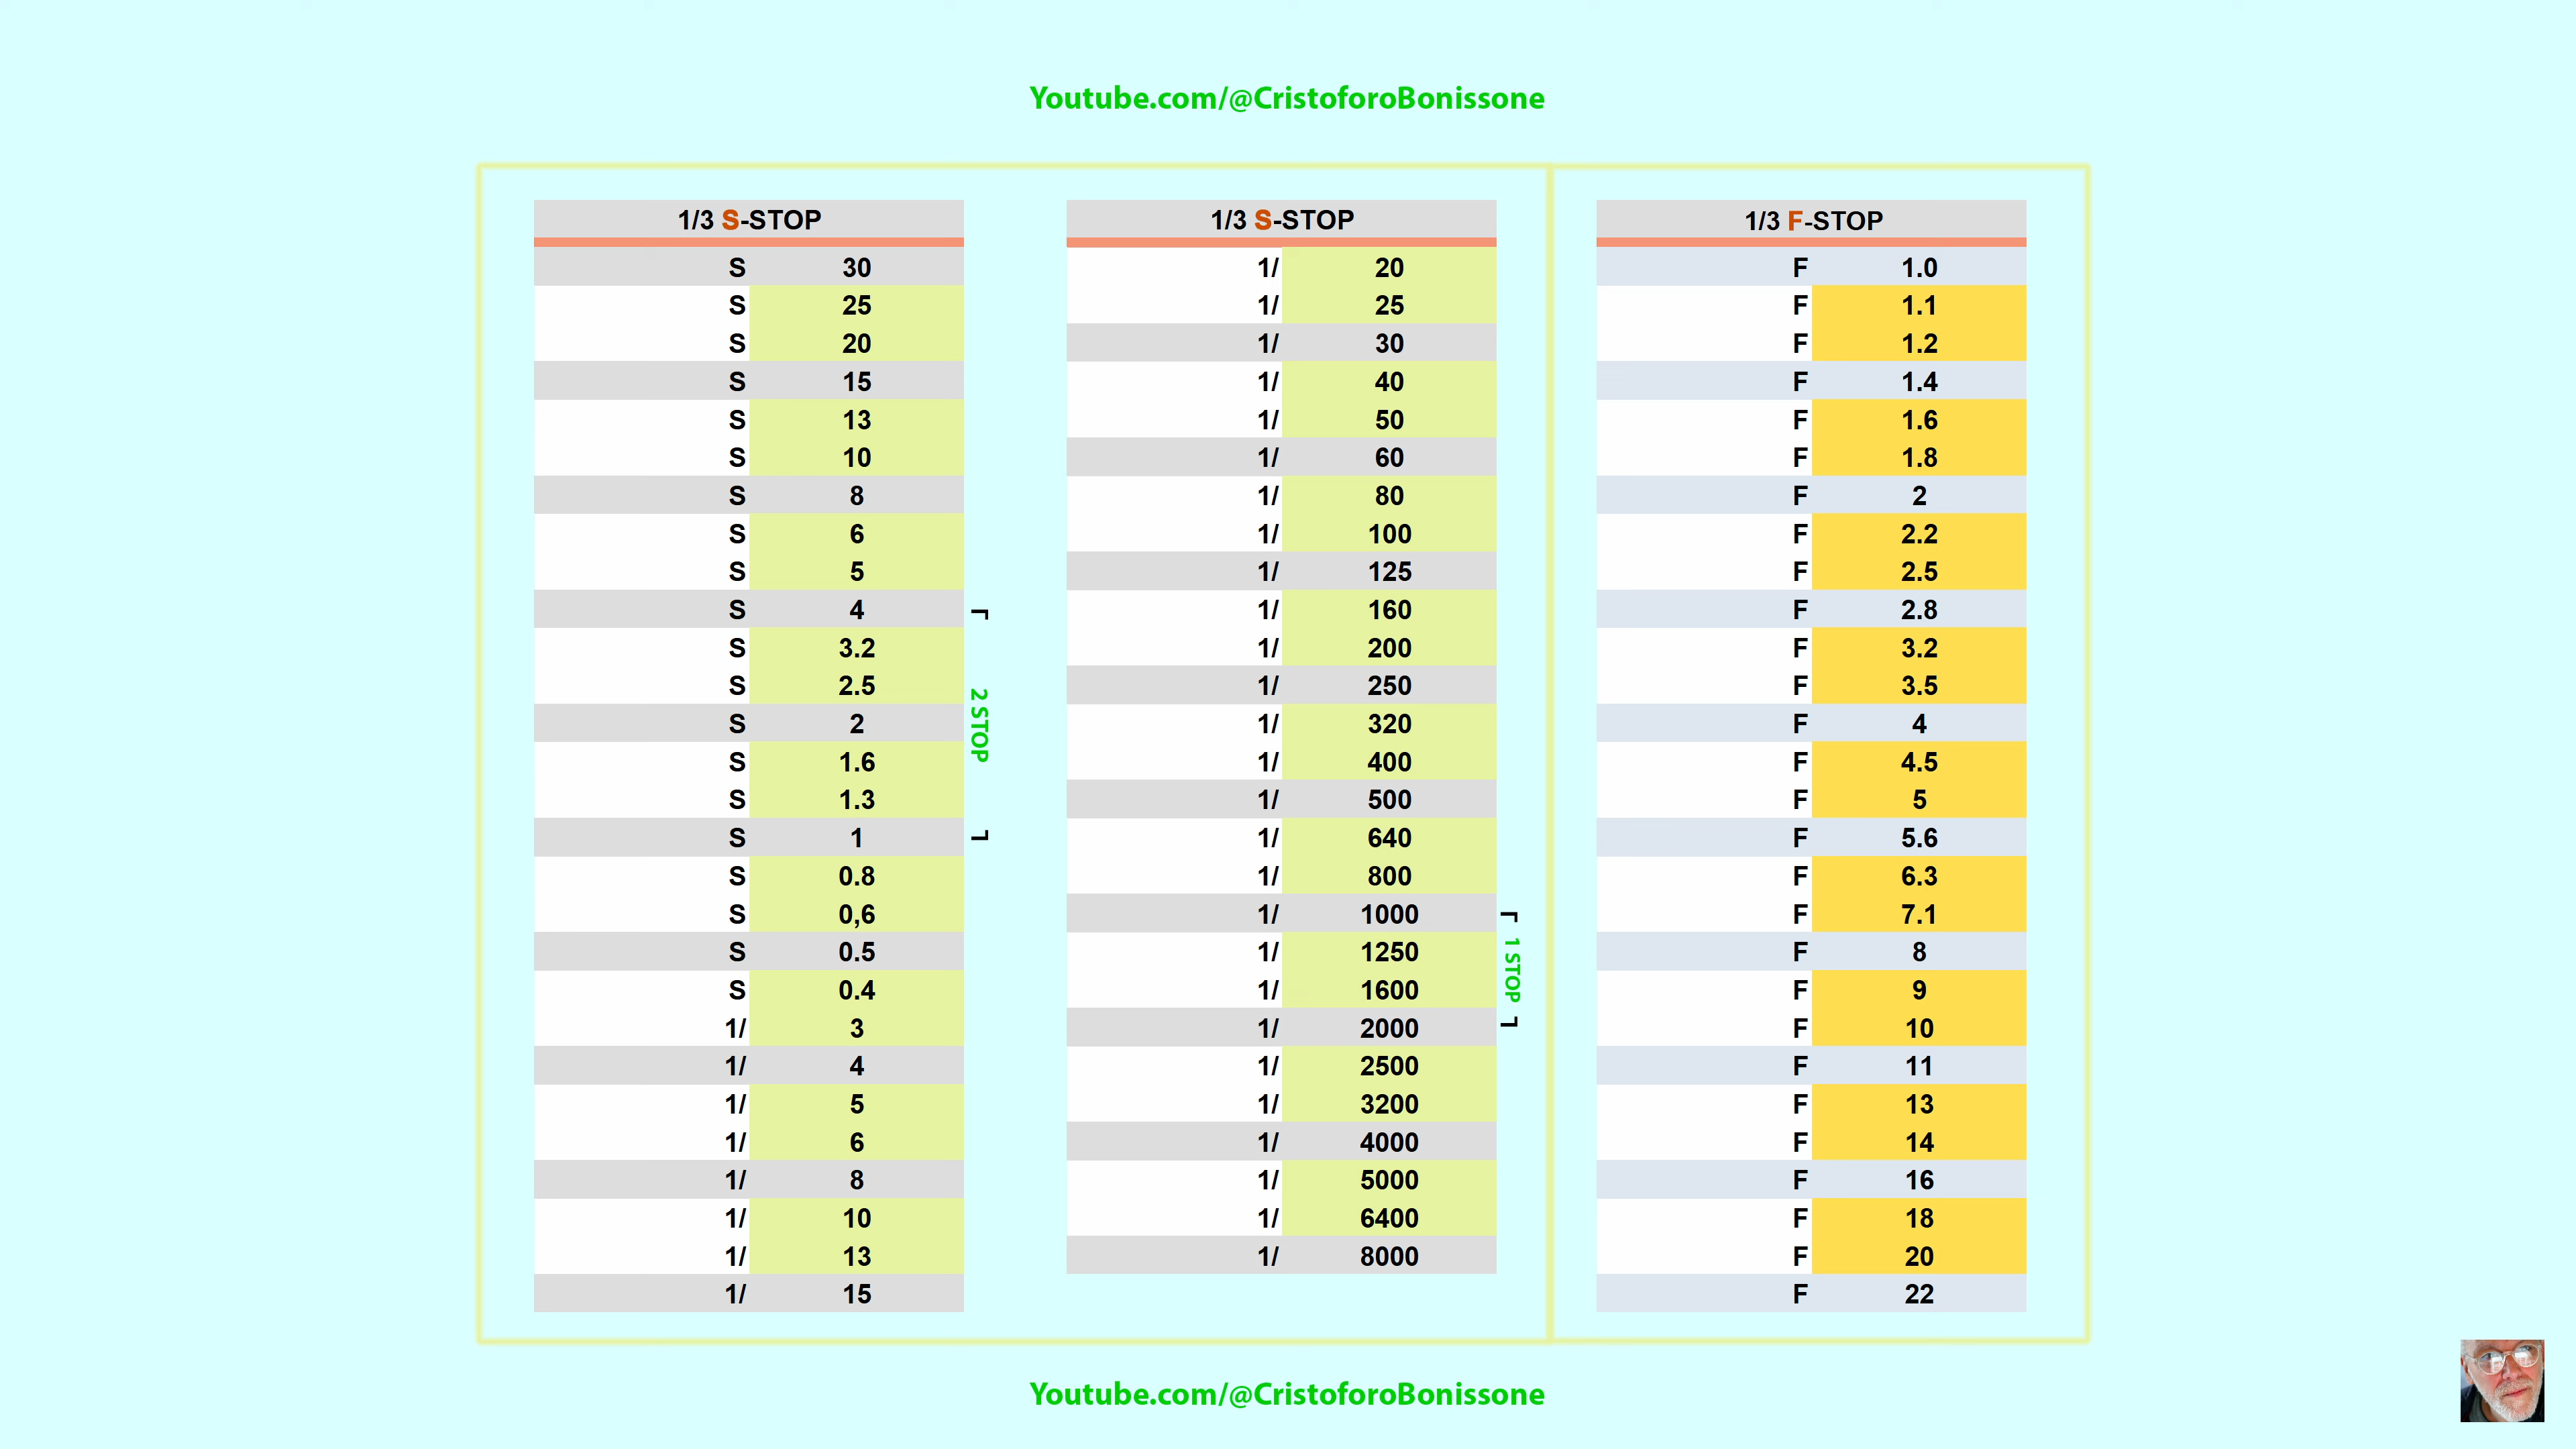 Youtube.com/@CristoforoBonissone
1/3 S-STOP
S 30
S 25
S 20
S 15
S 13
S 10
S 8
S 6
S 5
S 4
S 3.2
S 2.5
S 2
S 1.6
S 1.3
S 1
S 0.8
S 0,6
S 0.5
S 0.4
1/ 3
1/ 4
1/ 5
1/ 6
1/ 8
1/ 10
1/ 13
1/ 15
2 STOP
1/3 S-STOP
1/ 20
1/ 25
1/ 30
1/ 40
1/ 50
1/ 60
1/ 80
1/ 100
1/ 125
1/ 160
1/ 200
1/ 250
1/ 320
1/ 400
1/ 500
1/ 640
1/ 800
1/ 1000
1/ 1250
1/ 1600
1/ 2000
1/ 2500
1/ 3200
1/ 4000
1/ 5000
1/ 6400
1/ 8000
1 STOP
1/3 F-STOP
F 1.0
F 1.1
F 1.2
F 1.4
F 1.6
F 1.8
F 2
F 2.2
F 2.5
F 2.8
F 3.2
F 3.5
F 4
F 4.5
F 5
F 5.6
F 6.3
F 7.1
F 8
F 9
F 10
F 11
F 13
F 14
F 16
F 18
F 20
F 22
Youtube.com/@CristoforoBonissone